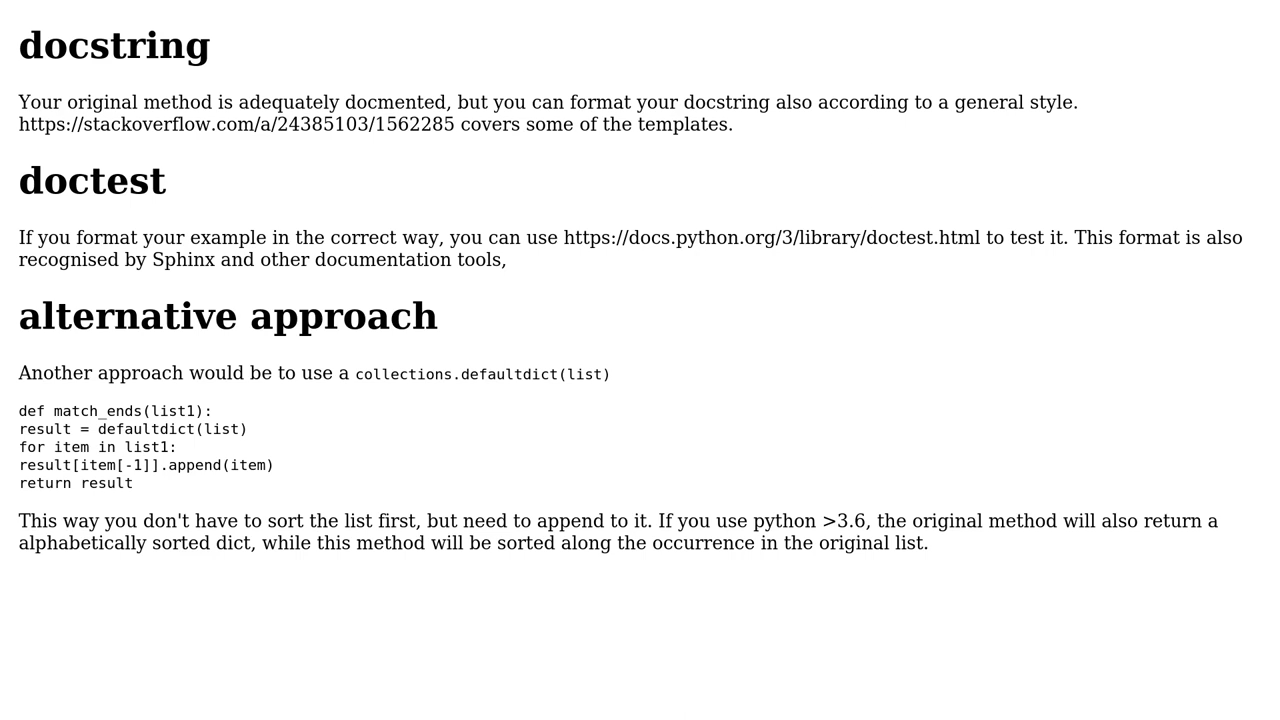 docstring
Your original method is adequately docmented, but you can format your docstring also according to a general style.
https://stackoverflow.com/a/24385103/1562285 covers some of the templates.
doctest
If you format your example in the correct way, you can use https://docs.python.org/3/library/doctest.html to test it. This format is also
recognised by Sphinx and other documentation tools,
alternative approach
Another approach would be to use a collections.defaultdict(list)
def match_ends(list1):
result = defaultdict(list)
for item in list1:
result[item[-1]].append(item)
return result
This way you don't have to sort the list first, but need to append to it. If you use python >3.6, the original method will also return a
alphabetically sorted dict, while this method will be sorted along the occurrence in the original list.